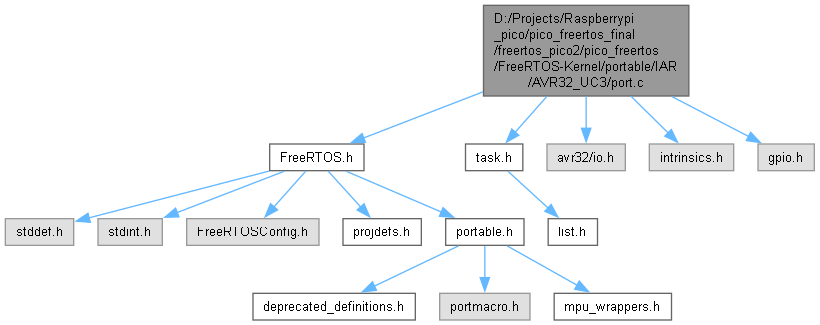 D:/Projects/Raspberrypi
_pico/pico_freertos_final
/freertos_pico2/pico_freertos
/FreeRTOS-Kernel/portable/IAR
/AVR32_UC3/port.c
FreeRTOS.h
task.h
avr32/io.h
intrinsics.h
gpio.h
stddef.h
stdint.h
FreeRTOSConfig.h
projdefs.h
portable.h
list.h
deprecated_definitions.h
portmacro.h
mpu_wrappers.h